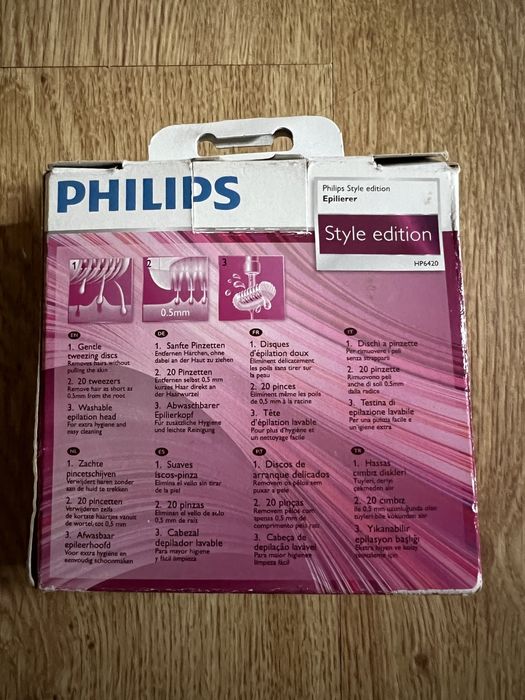 PHILIPS
Philips Style edition
Epilierer
Style edition
HP6420
1
2
3
0.5mm
EN
1. Gentle
tweezing discs
Removes hairs without
pulling the skin
2. 20 tweezers
Remove hair as short as
0.5mm from the root
3. Washable
epilation head
For extra hygiene and
easy cleaning
DE
1. Sanfte Pinzetten
Entfernen Härchen, ohne
dabei an der Haut zu ziehen
2. 20 Pinzetten
Entfernen selbst 0,5 mm
kurzes Haar direkt an
der Haarwurzel
3. Abwaschbarer
Epilierkopf
Für zusätzliche Hygiene
und leichte Reinigung
FR
1. Disques
d'épilation doux
Eliminent délicatement
les poils sans tirer sur
la peau
2. 20 pinces
Eliminent même les poils
de 0,5 mm à la racine
3. Tête
d'épilation lavable
Pour plus d'hygiène et
un nettoyage facile
IT
1. Dischi a pinzette
Per rimuovere i peli
senza strapparli
2. 20 pinzette
Rimuovono peli
anche di soli 0.5mm
dalla radice
3. Testina di
epilazione lavabile
Per una pulizia facile e
un'igiene extra
NL
1. Zachte
pincetschijven
Verwijdert haren zonder
aan de huid te trekken
2. 20 pincetten
Verwijderen zelfs
de kortste haartjes vanuit
de wortel, tot 0,5 mm
3. Afwasbaar
epileerhoofd
Voor extra hygiëne en
eenvoudig schoonmaken
ES
1. Suaves
discos-pinza
Elimina el vello sin tirar
de la piel
2. 20 pinzas
Eliminan el vello de sólo
0,5 mm de raíz
3. Cabezal
depilador lavable
Para mayor higiene
y fácil limpieza
PT
1. Discos de
arranque delicados
Removem os pêlos sem
puxar a pele
2. 20 pinças
Removem pêlos com
apenas 0,5 mm de
comprimento pela raiz
3. Cabeça de
depilação lavável
Para maior higiene e
limpeza fácil
TR
1. Hassas
cımbız diskleri
Tüyleri, deriyi
çekmeden alır
2. 20 cımbız
0,5 mm uzunluğunda olan
tüyleri bile kökünden alır
3. Yıkanabilir
epilasyon başlığı
Ekstra hijyen ve kolay
temizleme için